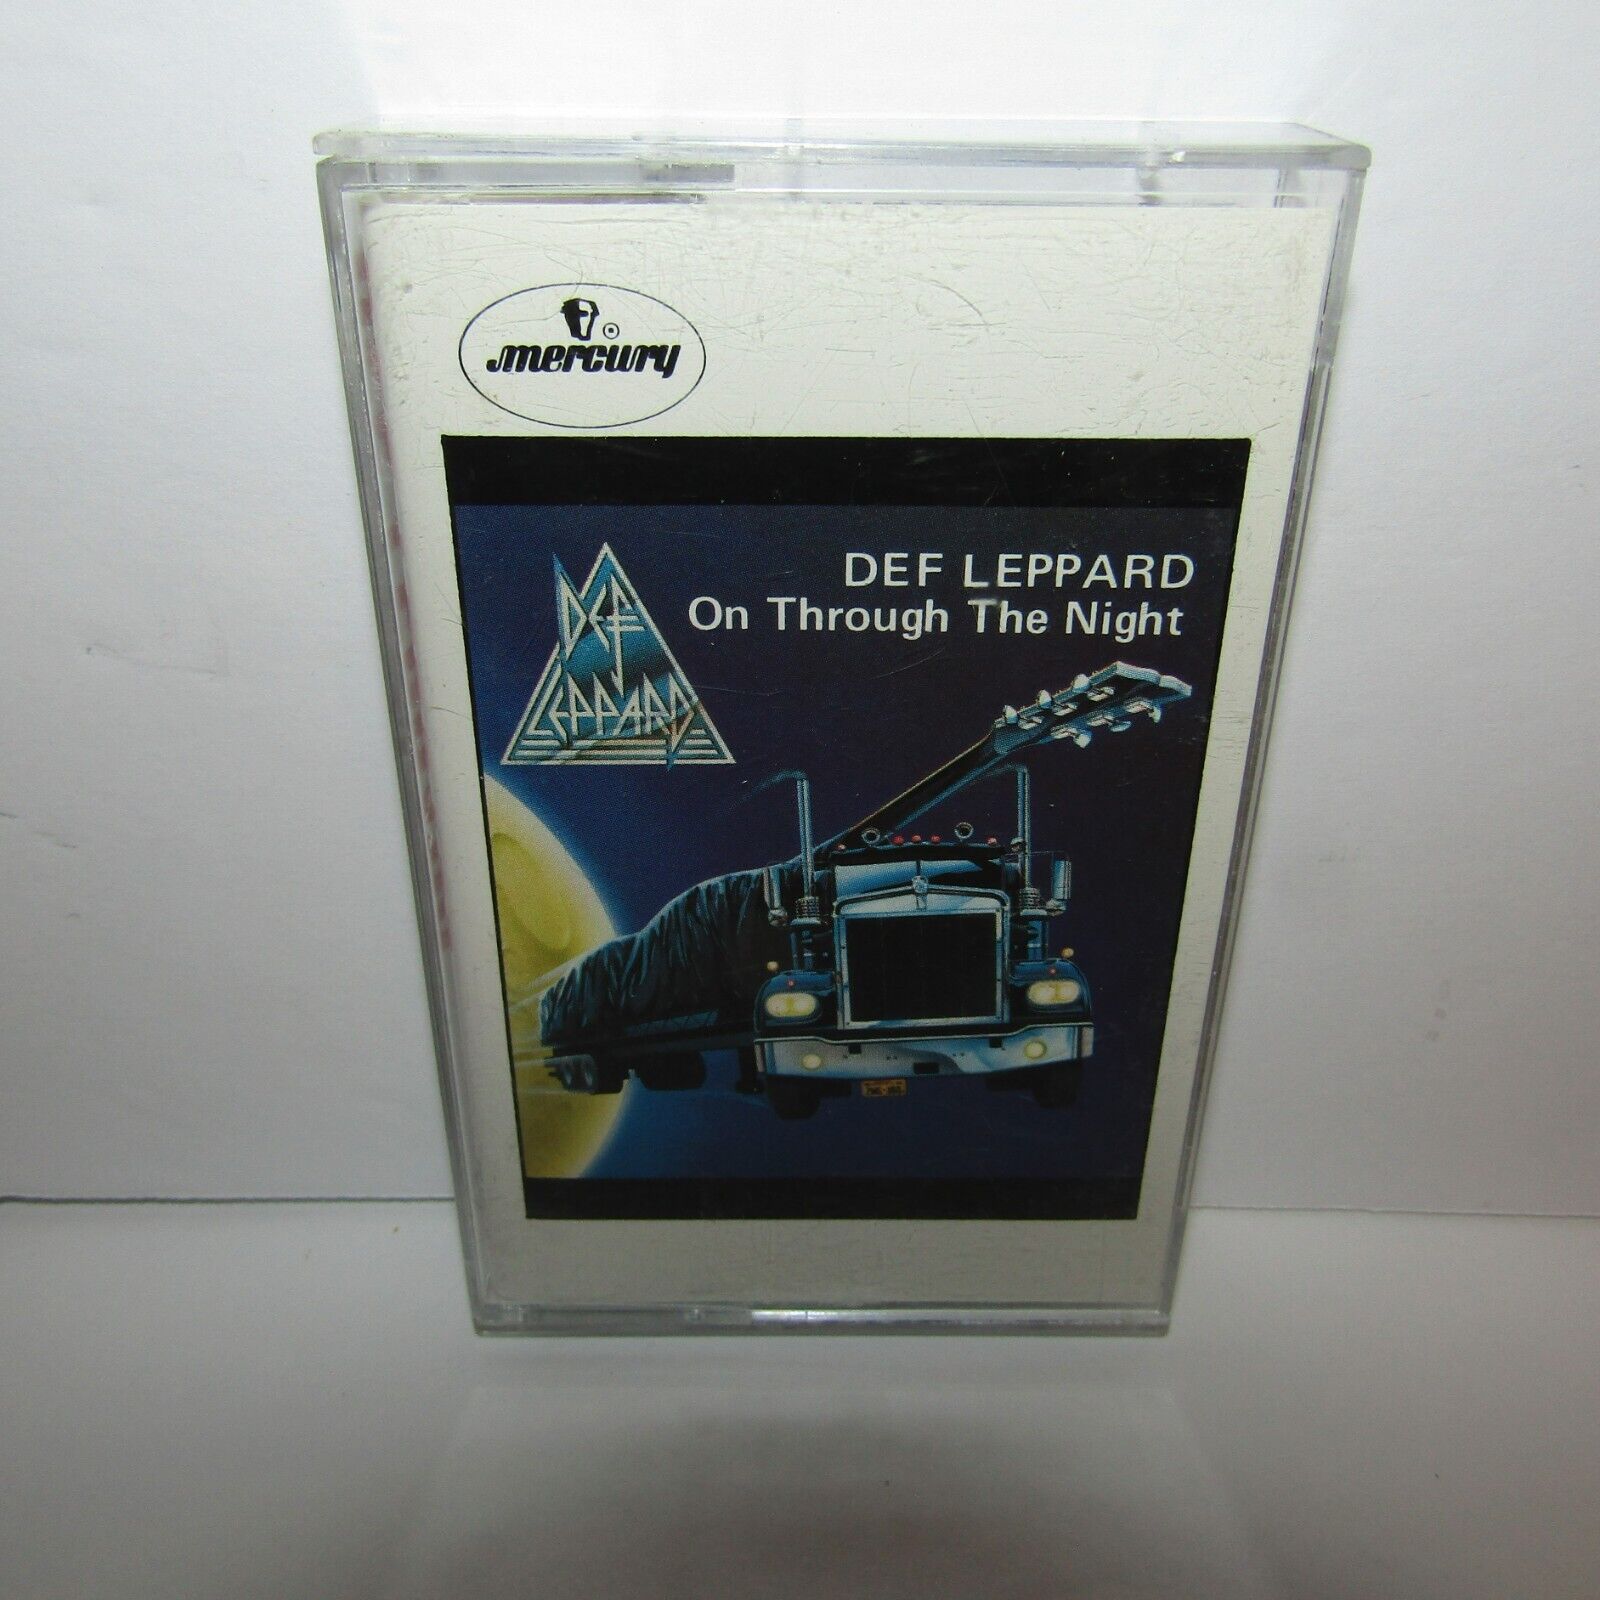 mercury
DEF LEPPARD
On Through The Night
DEF
LEPPARD